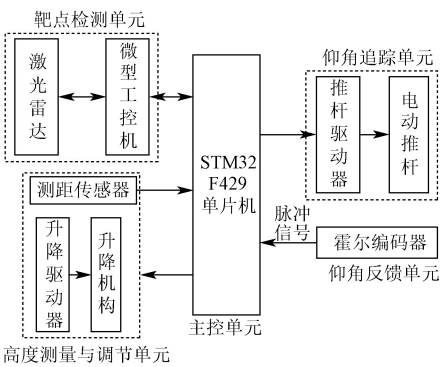 靶点检测单元
激光雷达
微型工控机
测距传感器
升降驱动器
升降机构
高度测量与调节单元
STM32
F429
单片机
主控单元
仰角追踪单元
推杆驱动器
电动推杆
脉冲
信号
霍尔编码器
仰角反馈单元